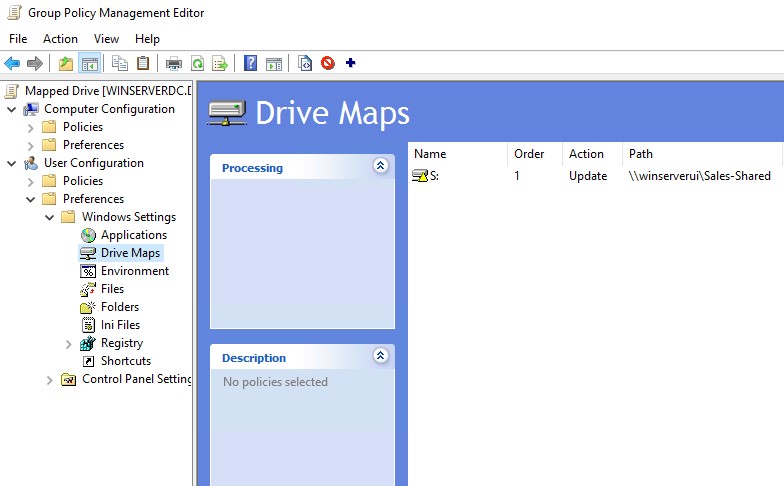 Group Policy Management Editor
File Action View Help
Mapped Drive [WINSERVERDC.D
Computer Configuration
Policies
Preferences
User Configuration
Policies
Preferences
Windows Settings
Applications
Drive Maps
Environment
Files
Folders
Ini Files
Registry
Shortcuts
Control Panel Setting
Drive Maps
Processing
Description
No policies selected
Name Order Action Path
S: 1 Update \\winserverui\Sales-Shared